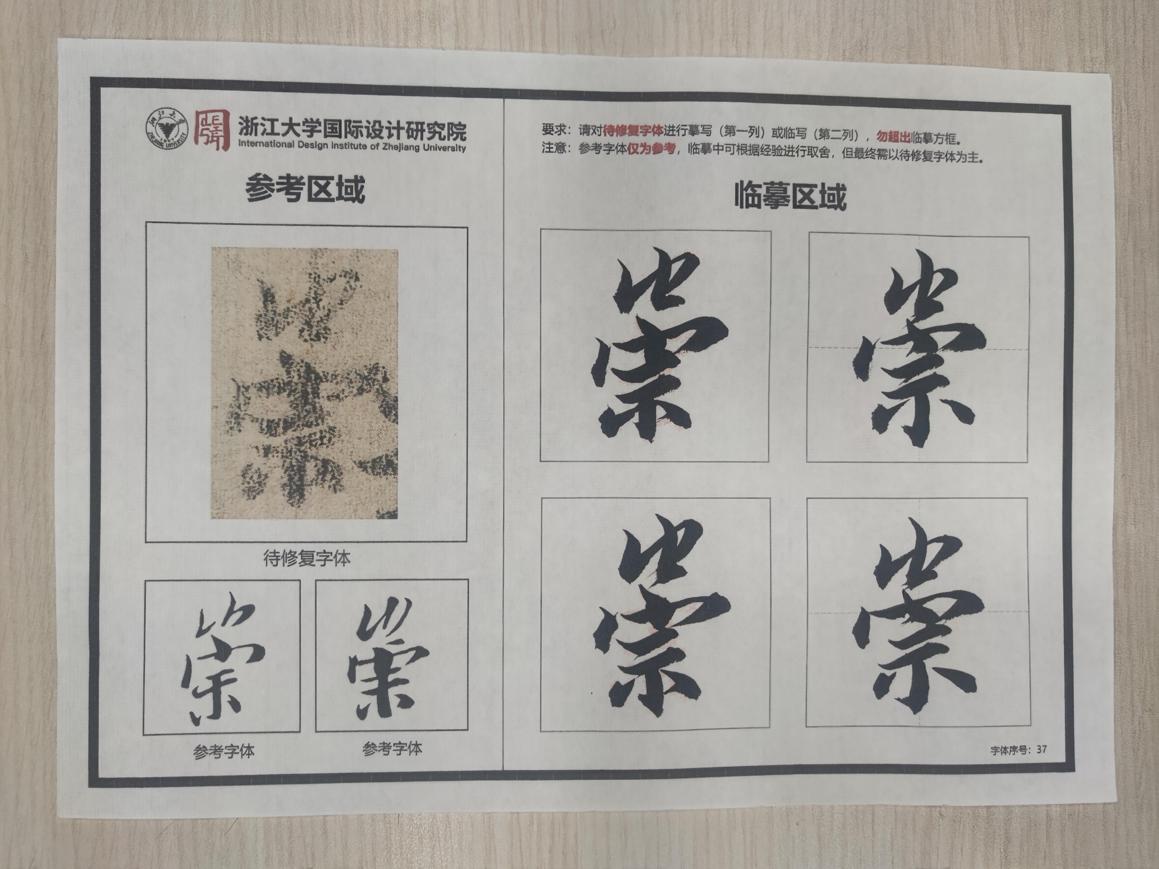 浙江大学国际设计研究院
International Design Institute of Zhejiang University
参考区域
待修复字体
崇
崇
参考字体
参考字体
要求：请对待修复字体进行摹写（第一列）或临写（第二列），勿超出临摹方框。
注意：参考字体仅为参考，临摹中可根据经验进行取舍，但最终需以待修复字体为主。
临摹区域
崇
崇
崇
崇
字体序号：37